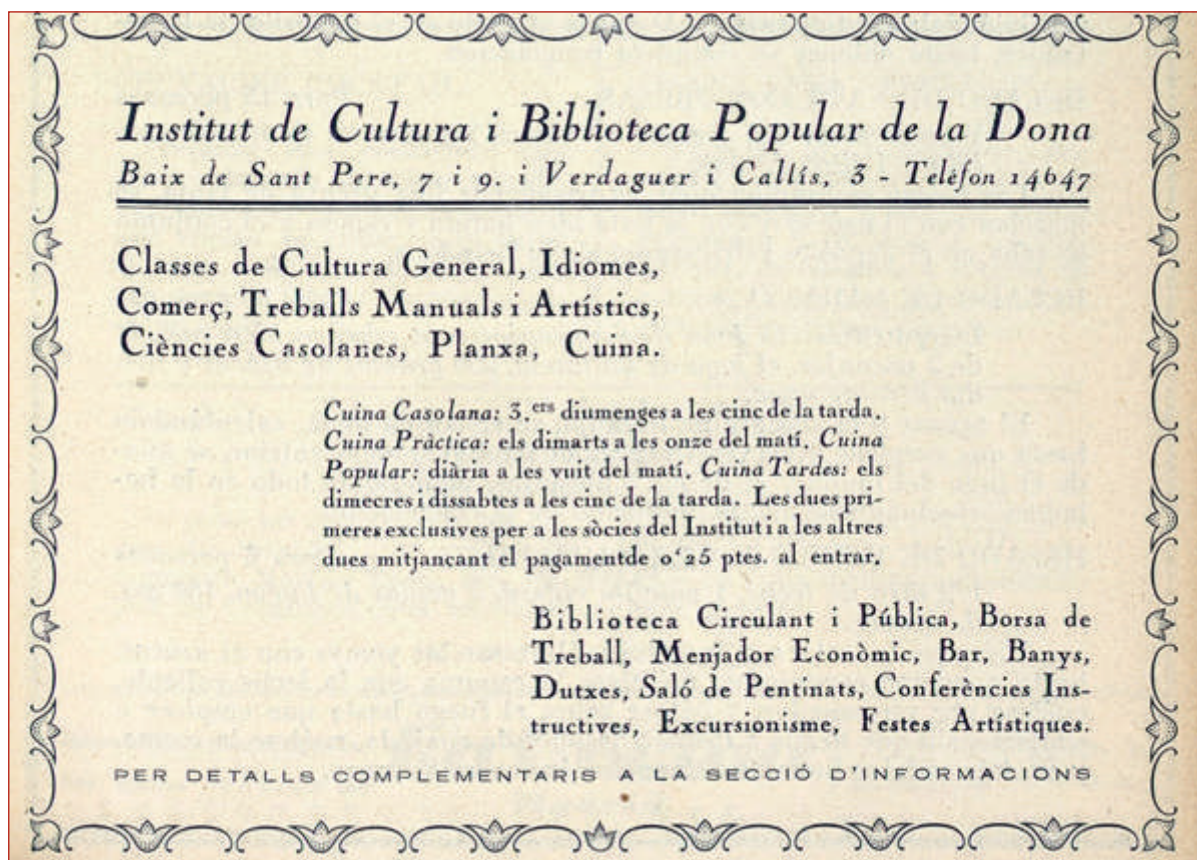 Institut de Cultura i Biblioteca Popular de la Dona
Baix de Sant Pere, 7 i 9. i Verdaguer i Callís, 3 - Telèfon 14647
Classes de Cultura General, Idiomes,
Comerç, Treballs Manuals i Artístics,
Ciències Casolanes, Planxa, Cuina.
Cuina Casolana: 3.ers diumenges a les cinc de la tarda.
Cuina Pràctica: els dimarts a les onze del matí. Cuina
Popular: diària a les vuit del matí. Cuina Tardes: els
dimecres i dissabtes a les cinc de la tarda. Les dues pri-
meres exclusives per a les sòcies del Institut i a les altres
dues mitjancant el pagamentde o'25 ptes. al entrar.
Biblioteca Circulant i Pública, Borsa de
Treball, Menjador Econòmic, Bar, Banys,
Dutxes, Saló de Pentinats, Conferències Ins-
tructives, Excursionisme, Festes Artístiques.
PER DETALLS COMPLEMENTARIS A LA SECCIÓ D'INFORMACIONS